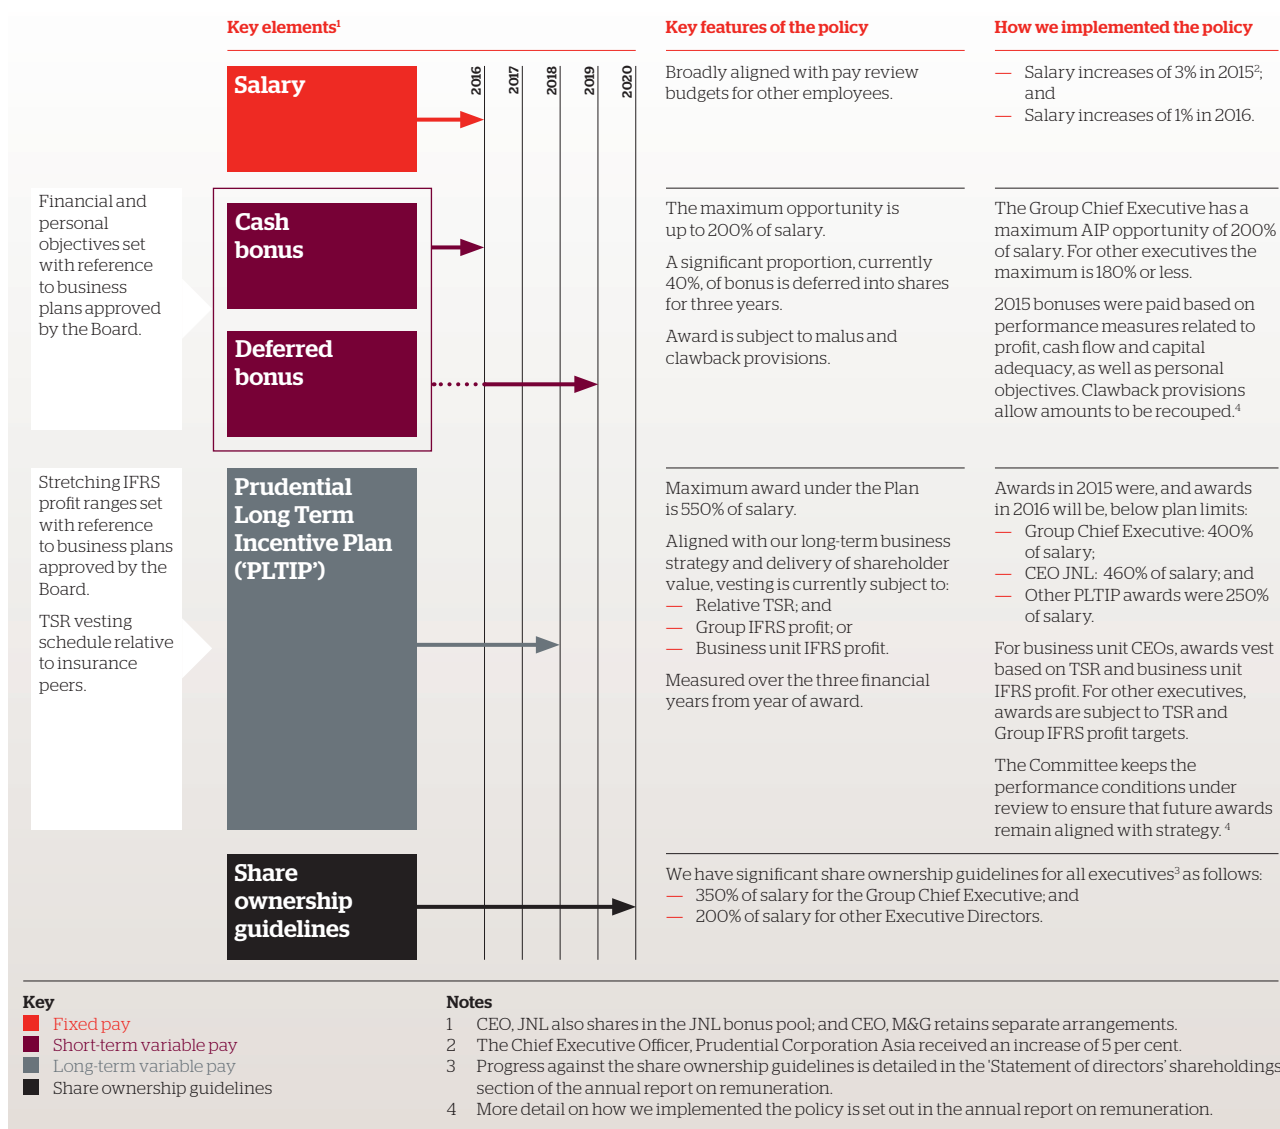 Key elements¹
Key features of the policy
How we implemented the policy
Salary
2016
2017
2018
2019
2020
Broadly aligned with pay review
budgets for other employees.
— Salary increases of 3% in 2015²;
and
— Salary increases of 1% in 2016.
Financial and
personal
objectives set
with reference
to business
plans approved
by the Board.
Cash
bonus
Deferred
bonus
The maximum opportunity is
up to 200% of salary.
A significant proportion, currently
40%, of bonus is deferred into shares
for three years.
Award is subject to malus and
clawback provisions.
The Group Chief Executive has a
maximum AIP opportunity of 200%
of salary. For other executives the
maximum is 180% or less.
2015 bonuses were paid based on
performance measures related to
profit, cash flow and capital
adequacy, as well as personal
objectives. Clawback provisions
allow amounts to be recouped.⁴
Stretching IFRS
profit ranges set
with reference
to business plans
approved by the
Board.
TSR vesting
schedule relative
to insurance
peers.
Prudential
Long Term
Incentive Plan
(‘PLTIP’)
Maximum award under the Plan
is 550% of salary.
Aligned with our long-term business
strategy and delivery of shareholder
value, vesting is currently subject to:
— Relative TSR; and
— Group IFRS profit; or
— Business unit IFRS profit.
Measured over the three financial
years from year of award.
Awards in 2015 were, and awards
in 2016 will be, below plan limits:
— Group Chief Executive: 400%
of salary;
— CEO JNL: 460% of salary; and
— Other PLTIP awards were 250%
of salary.
For business unit CEOs, awards vest
based on TSR and business unit
IFRS profit. For other executives,
awards are subject to TSR and
Group IFRS profit targets.
The Committee keeps the
performance conditions under
review to ensure that future awards
remain aligned with strategy. ⁴
Share
ownership
guidelines
We have significant share ownership guidelines for all executives³ as follows:
— 350% of salary for the Group Chief Executive; and
— 200% of salary for other Executive Directors.
Key
Fixed pay
Short-term variable pay
Long-term variable pay
Share ownership guidelines
Notes
1 CEO, JNL also shares in the JNL bonus pool; and CEO, M&G retains separate arrangements.
2 The Chief Executive Officer, Prudential Corporation Asia received an increase of 5 per cent.
3 Progress against the share ownership guidelines is detailed in the ‘Statement of directors’ shareholdings
section of the annual report on remuneration.
4 More detail on how we implemented the policy is set out in the annual report on remuneration.